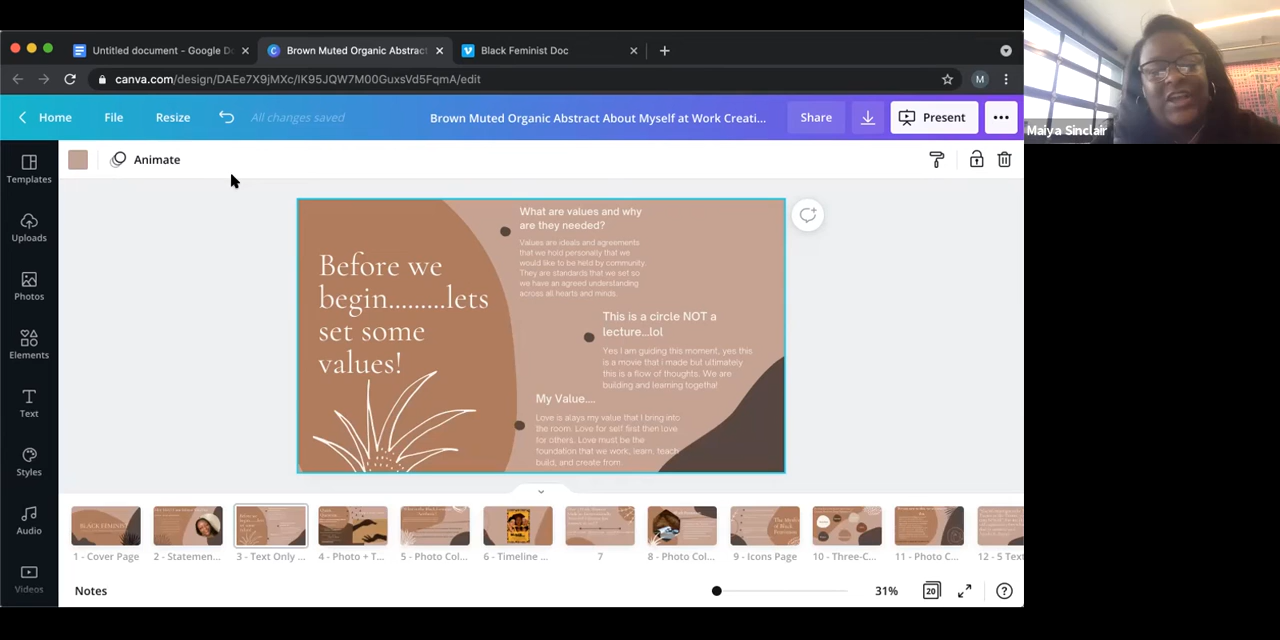 Untitled document - Google Do
Brown Muted Organic Abstract
Black Feminist Doc
canva.com/design/DAEe7X9jMXc/IK95JQW7M00GuxsVd5FqmA/edit
M
Home
File
Resize
All changes saved
Brown Muted Organic Abstract About Myself at Work Creati...
Share
Present
Maiya Sinclair
Animate
Templates
Uploads
Photos
Elements
Text
Styles
Audio
Videos
Before we
begin.........lets
set some
values!
What are values and why
are they needed?
Values are ideals and agreements
that we hold personally that we
would like to be held by community.
They are standards that we set so
we have an agreed understanding
across all hearts and minds.
This is a circle NOT a
lecture...lol
Yes I am guiding this moment, yes this
is a movie that i made but ultimately
this is a flow of thoughts. We are
building and learning togetha!
My Value....
Love is alays my value that I bring into
the room. Love for self first then love
for others. Love must be the
foundation that we work, learn, teach
build, and create from
1 - Cover Page
2 - Statemen...
3 - Text Only ...
4 - Photo + T...
5 - Photo Col...
6 - Timeline ...
7
8 - Photo Col...
9 - Icons Page
10 - Three-C...
11 - Photo C...
12 - 5 Text
Notes
31%
20